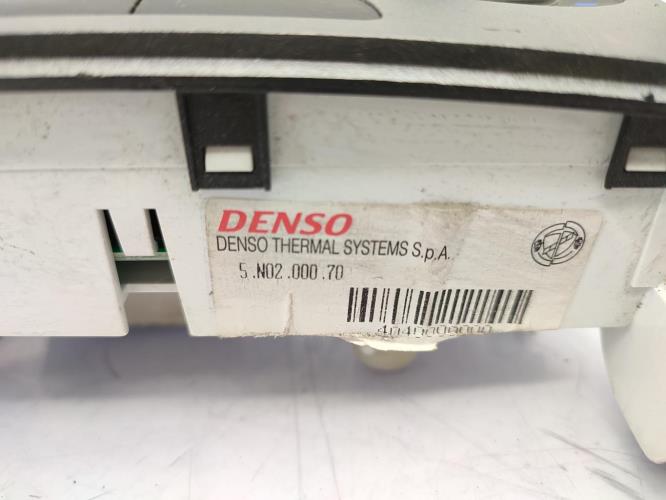 DENSO
DENSO THERMAL SYSTEMS S.p.A.
5.N02.000.70